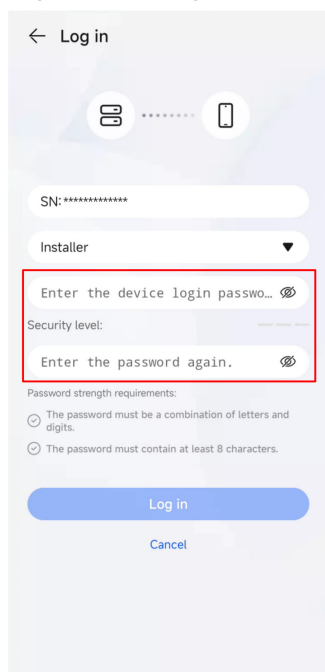 Log in
SN:*************
Installer
Enter the device login passwo...
Security level:
Enter the password again.
Password strength requirements:
The password must be a combination of letters and
digits.
The password must contain at least 8 characters.
Log in
Cancel